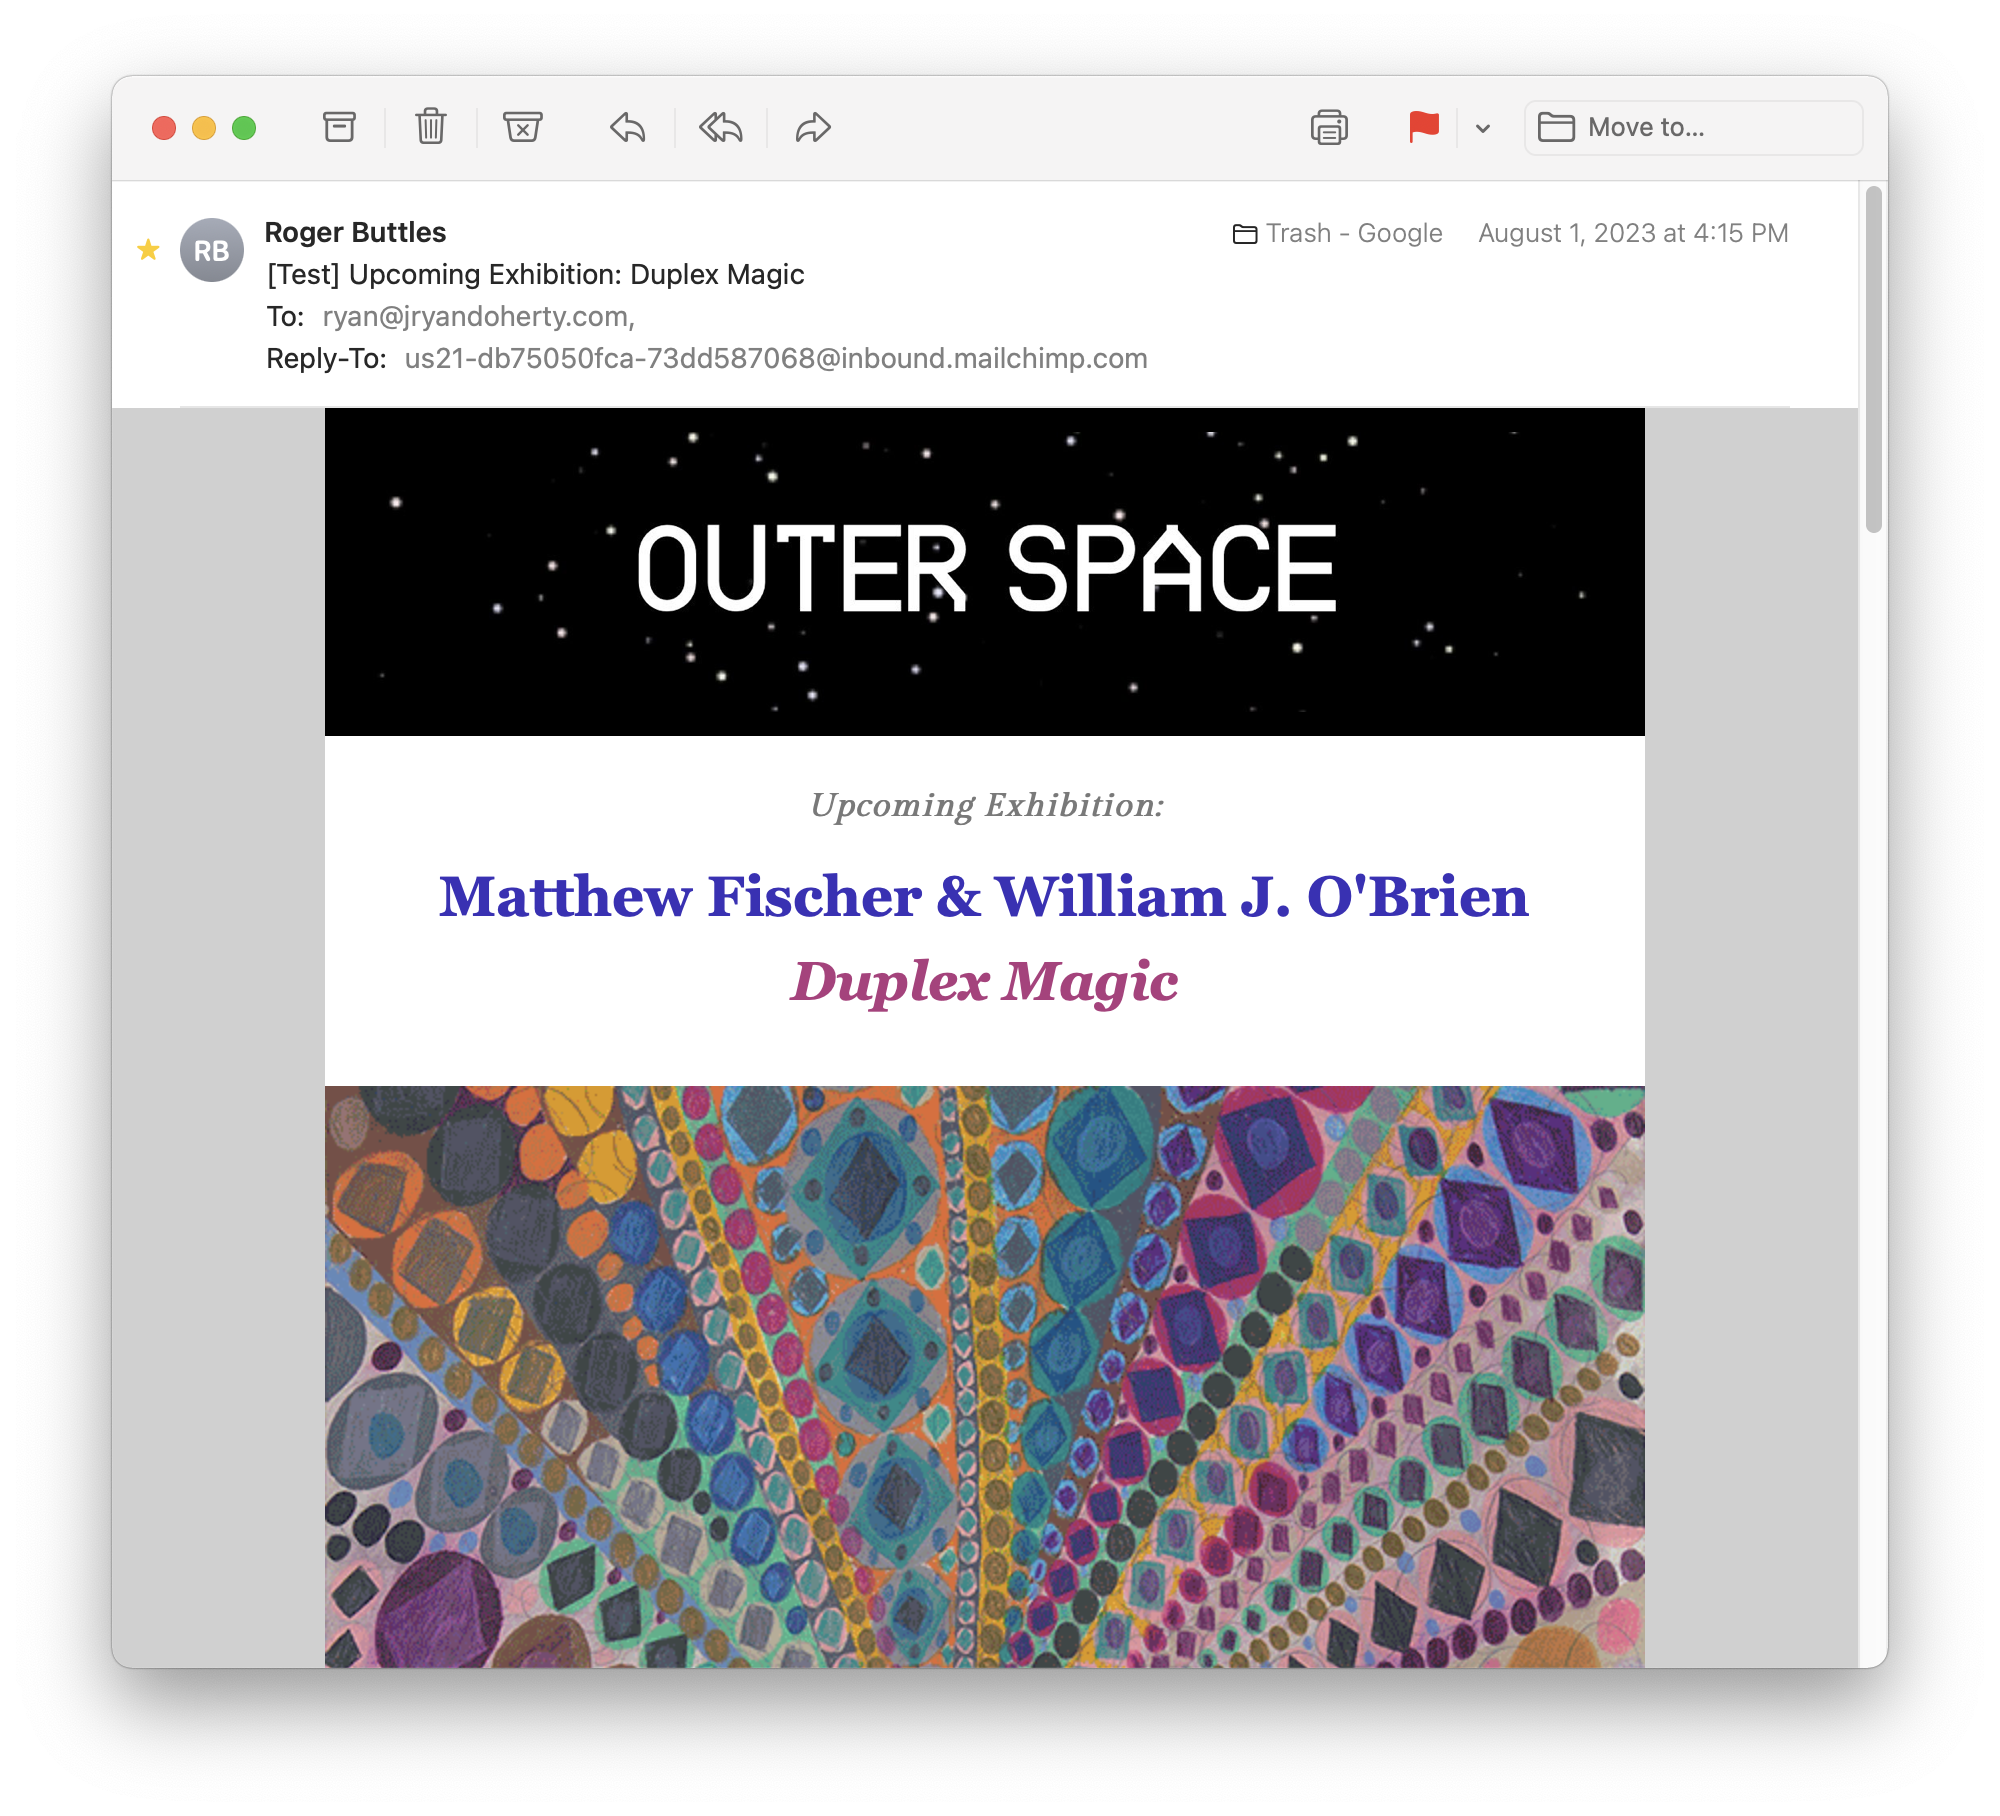 Move to...
RB
Roger Buttles
Trash - Google
August 1, 2023 at 4:15 PM
[Test] Upcoming Exhibition: Duplex Magic
To: ryan@jryandoherty.com,
Reply-To: us21-db75050fca-73dd587068@inbound.mailchimp.com
OUTER SPACE
Upcoming Exhibition:
Matthew Fischer & William J. O'Brien
Duplex Magic